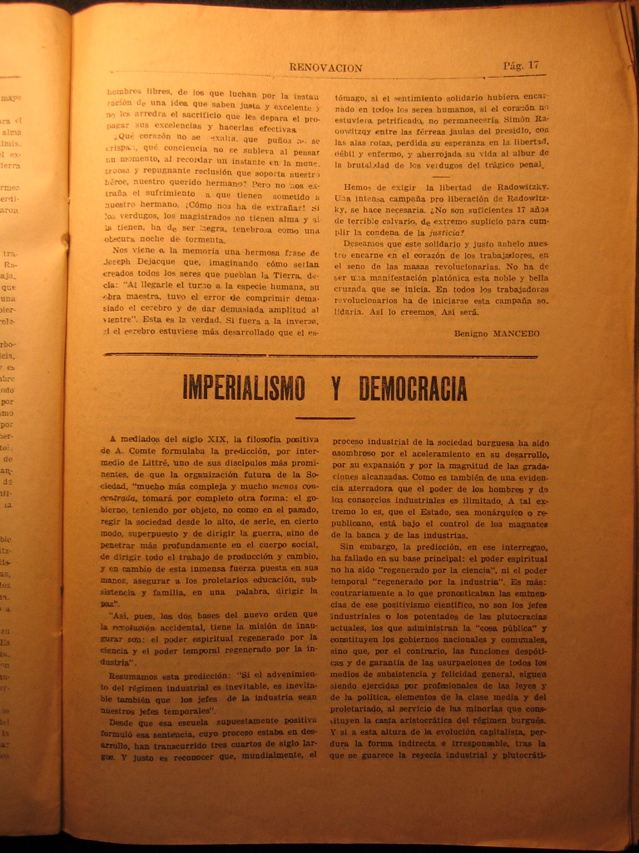 RENOVACION
Pág. 17
hombres libres, de los que luchan por la instau
ración de una idea que saben justa y excelente y
no les arredra el sacrificio que les depara el pro-
pagar sus excelencias y hacerlas efectivas
¿Qué corazón no se exalta, qué puños no se
crispan, qué conciencia no se subleva al pensar
un momento, al recordar un instante en la mons
truosa y repugnante reclusión que soporta nuestro
héroe, nuestro querido hermano? Pero no nos ex-
traña el sufrimiento a que tienen sometido a
nuestro hermano. ¡Cómo nos ha de extrañar! Si
los verdugos, los magistrados no tienen alma y si
la tienen, ha de ser negra, tenebrosa como una
obscura noche de tormenta.
Nos viene a la memoria una hermosa frase de
Joseph Dejacque que, imaginando cómo serían
creados todos los seres que pueblan la Tierra, de-
cía: "Al llegarle el turno a la especie humana, su
obra maestra, tuvo el error de comprimir dema-
siado el cerebro y de dar demasiada amplitud al
vientre". Esta es la verdad. Si fuera a la inversa,
si el cerebro estuviese más desarrollado que el es-
tómago, si el sentimiento solidario hubiera encar-
nado en todos los seres humanos, si el corazón no
estuviera petrificado, no permanecería Simón Ra-
dowitzqy entre las férreas jaulas del presidio, con
las alas rotas, perdida su esperanza en la libertad,
débil y enfermo, y aherrojada su vida al albur de
la brutalidad de los verdugos del trágico penal.
Hemos de exigir la libertad de Radowitzky.
Una intensa campaña pro liberación de Radowitz-
ky, se hace necesaria. ¿No son suficientes 17 años
de terrible calvario, de extremo suplicio para cum-
plir la condena de la justicia?
Deseamos que este solidario y justo anhelo nues
tro encarne en el corazón de los trabajadores, en
el seno de las masas revolucionarias. No ha de
ser una manifestación platónica esta noble y bella
cruzada que se inicia. En todos los trabajadores
revolucionarios ha de iniciarse esta campaña so-
lidaria. Así lo creemos, Así será.
Benigno MANCEBO
IMPERIALISMO Y DEMOCRACIA
A mediados del siglo XIX, la filosofía positiva
de A. Comte formulaba la predicción, por inter-
medio de Littré, uno de sus discípulos más promi-
nentes, de que la organización futura de la So-
ciedad, "mucho más compleja y mucho menos con-
centrada, tomará por completo otra forma: el go-
bierno, teniendo por objeto, no como en el pasado,
regir la sociedad desde lo alto, de serle, en cierto
modo, superpuesto y de dirigir la guerra, sino de
penetrar más profundamente en el cuerpo social,
de dirigir todo el trabajo de producción y cambio,
y en cambio de esta inmensa fuerza puesta en sus
manos, asegurar a los proletarios educación, sub-
sistencia y familia, en una palabra, dirigir la
paz".
"Así, pues, las dos bases del nuevo orden que
la revolución accidental, tiene la misión de inau-
gurar son: el poder espiritual regenerado por la
ciencia y el poder temporal regenerado por la in-
dustria".
Resumamos esta predicción: "Si el advenimien-
to del régimen industrial es inevitable, es inevita-
ble también que los jefes de la industria sean
nuestros jefes temporales".
Desde que esa escuela supuestamente positiva
formuló esa sentencia, cuyo proceso estaba en des-
arrollo, han transcurrido tres cuartos de siglo lar-
gos. Y justo es reconocer que, mundialmente, el
proceso industrial de la sociedad burguesa ha sido
asombroso por el aceleramiento en su desarrollo,
por su expansión y por la magnitud de las grada-
ciones alcanzadas. Como es también de una eviden-
cia aterradora que el poder de los hombres y de
los consorcios industriales es ilimitado. A tal ex-
tremo lo es, que el Estado, sea monárquico o re-
publicano, está bajo el control de los magnates
de la banca y de las industrias.
Sin embargo, la predicción, en ese interregno,
ha fallado en su base principal: el poder espiritual
no ha sido "regenerado por la ciencia", ni el poder
temporal "regenerado por la industria". Es más:
contrariamente a lo que pronosticaban las eminen-
cias de ese positivismo científico, no son los jefes
industriales o los potentados de las plutocracias
actuales, los que administran la "cosa pública" y
constituyen los gobiernos nacionales y comunales,
sino que, por el contrario, las funciones despóti-
cas y de garantía de las usurpaciones de todos los
medios de subsistencia y felicidad general, siguen
siendo ejercidas por profesionales de las leyes y
de la política, elementos de la clase media y del
proletariado, al servicio de las minorías que cons-
tituyen la casta aristocrática del régimen burgués.
Y si a esta altura de la evolución capitalista, per-
dura la forma indirecta e irresponsable, tras la
que se guarece la reyecía industrial y plutocráti-